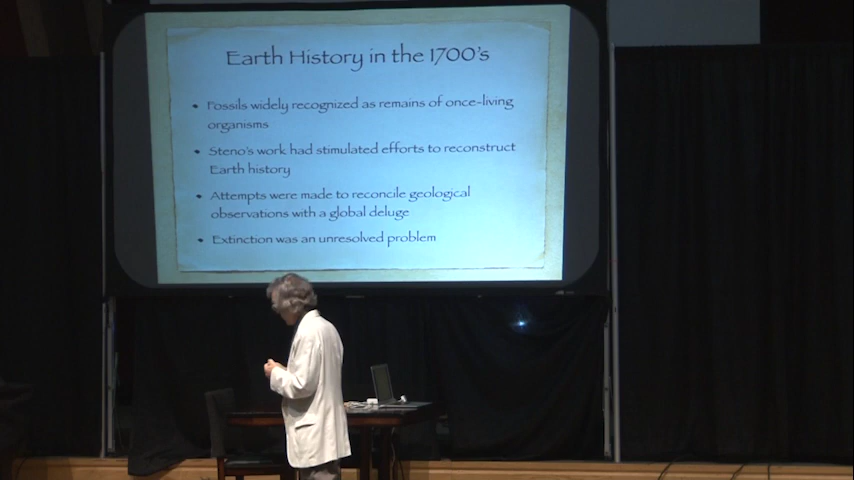 Earth History in the 1700's
• Fossils widely recognized as remains of once-living
organisms
• Steno's work had stimulated efforts to reconstruct
Earth history
• Attempts were made to reconcile geological
observations with a global deluge
• Extinction was an unresolved problem